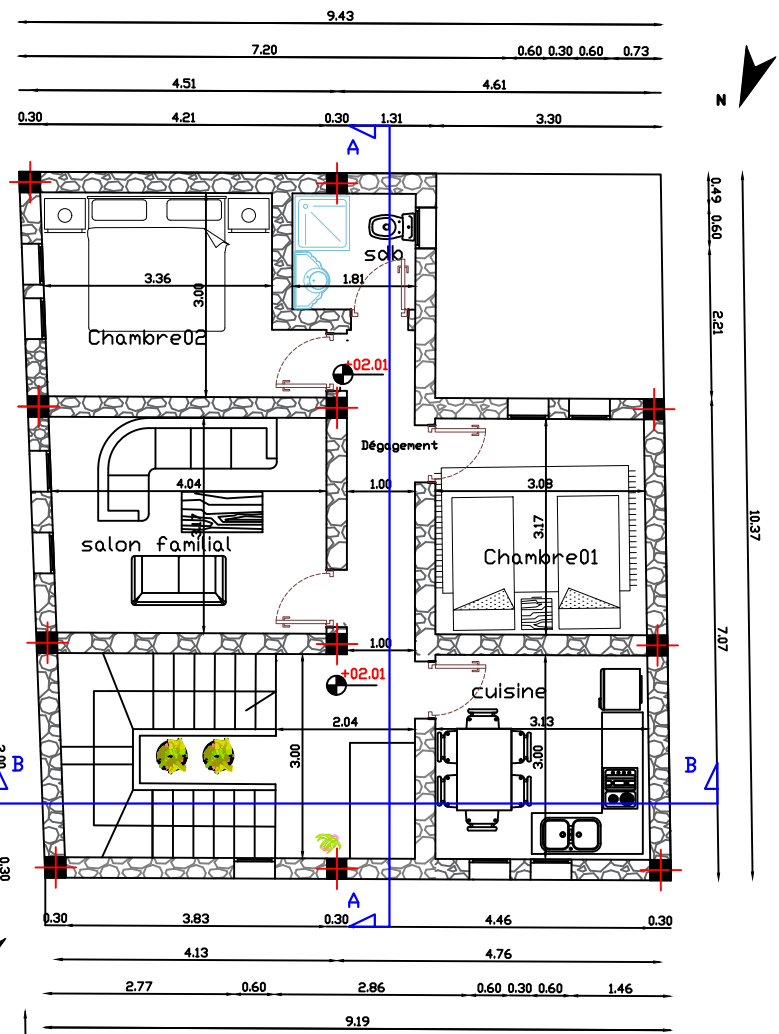 9.43
7.20 0.60 0.30 0.60 0.73
4.51 4.61
N
0.30 4.21 0.30 1.31 3.30
A
0.49
0.60
sdb
3.36 1.81
3.00
2.21
Chambre02
+02.01
Dégagement
4.04 1.00 3.08
3.17 3.17
10.37
salon familial
Chambre01
7.07
1.00
+02.01
cuisine
2.04 3.13
3.00 3.00
B B
0.30
A
0.30 3.83 0.30 4.46 0.30
4.13 4.76
2.77 0.60 2.86 0.60 0.30 0.60 1.46
9.19